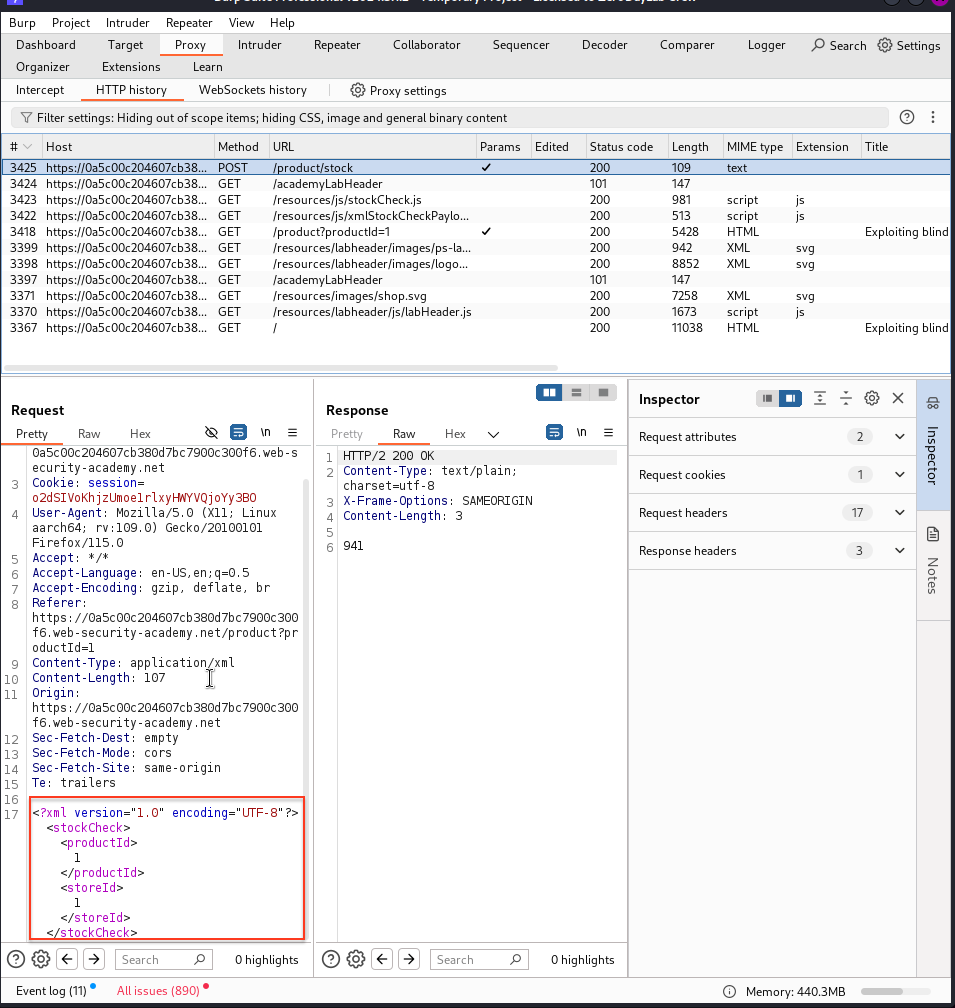 Burp Project Intruder Repeater View Help
Dashboard Target Proxy Intruder Repeater Collaborator Sequencer Decoder Comparer Logger Search Settings
Organizer Extensions Learn
Intercept HTTP history WebSockets history Proxy settings
Filter settings: Hiding out of scope items; hiding CSS, image and general binary content
# Host Method URL Params Edited Status code Length MIME type Extension Title
3425 https://0a5c00c204607cb38... POST /product/stock ✓ 200 109 text
3424 https://0a5c00c204607cb38... GET /academyLabHeader 101 147
3423 https://0a5c00c204607cb38... GET /resources/js/stockCheck.js 200 981 script js
3422 https://0a5c00c204607cb38... GET /resources/js/xmlStockCheckPaylo... 200 513 script js
3418 https://0a5c00c204607cb38... GET /product?productId=1 ✓ 200 5428 HTML Exploiting blind
3399 https://0a5c00c204607cb38... GET /resources/labheader/images/ps-la... 200 942 XML svg
3398 https://0a5c00c204607cb38... GET /resources/labheader/images/logo... 200 8852 XML svg
3397 https://0a5c00c204607cb38... GET /academyLabHeader 101 147
3371 https://0a5c00c204607cb38... GET /resources/images/shop.svg 200 7258 XML svg
3370 https://0a5c00c204607cb38... GET /resources/labheader/js/labHeader.js 200 1673 script js
3367 https://0a5c00c204607cb38... GET / 200 11038 HTML Exploiting blind
Request
Pretty Raw Hex \n
0a5c00c204607cb380d7bc7900c300f6.web-s
ecurity-academy.net
3 Cookie: session=
o2dSIVoKhjzUmoe1rlxyHWYVQjoYy3BO
4 User-Agent: Mozilla/5.0 (X11; Linux
aarch64; rv:109.0) Gecko/20100101
Firefox/115.0
5 Accept: */*
6 Accept-Language: en-US,en;q=0.5
7 Accept-Encoding: gzip, deflate, br
8 Referer:
https://0a5c00c204607cb380d7bc7900c300
f6.web-security-academy.net/product?pr
oductId=1
9 Content-Type: application/xml
10 Content-Length: 107
11 Origin:
https://0a5c00c204607cb380d7bc7900c300
f6.web-security-academy.net
12 Sec-Fetch-Dest: empty
13 Sec-Fetch-Mode: cors
14 Sec-Fetch-Site: same-origin
15 Te: trailers
16
17 <?xml version="1.0" encoding="UTF-8"?>
<stockCheck>
<productId>
1
</productId>
<storeId>
1
</storeId>
</stockCheck>
Search 0 highlights
Response
Pretty Raw Hex \n
1 HTTP/2 200 OK
2 Content-Type: text/plain;
charset=utf-8
3 X-Frame-Options: SAMEORIGIN
4 Content-Length: 3
5
6 941
Search 0 highlights
Inspector
Request attributes 2
Request cookies 1
Request headers 17
Response headers 3
Inspector
Notes
Event log (11) All issues (890) Memory: 440.3MB